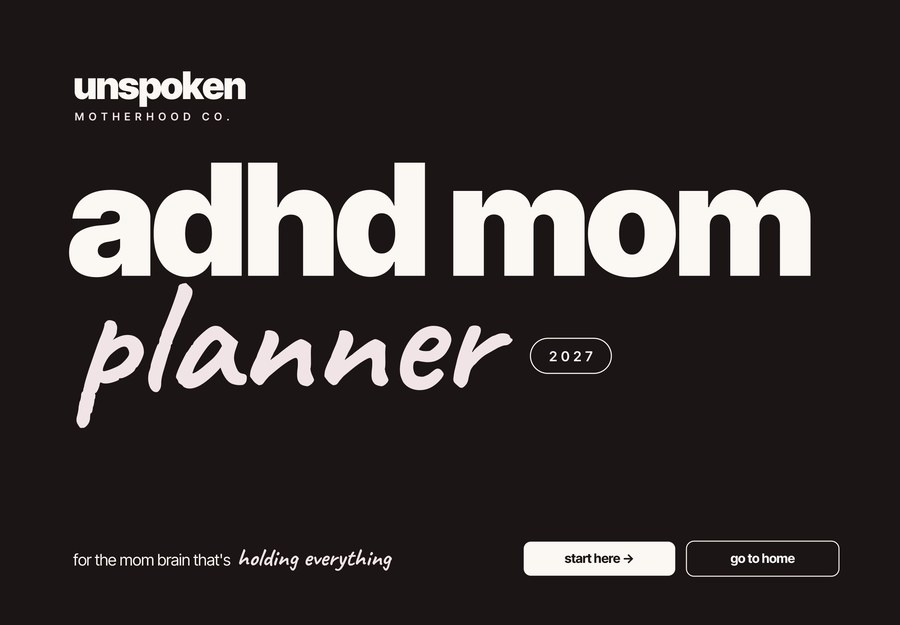 unspoken
MOTHERHOOD CO.
adhd mom
planner 2027
for the mom brain that's holding everything
start here →
go to home